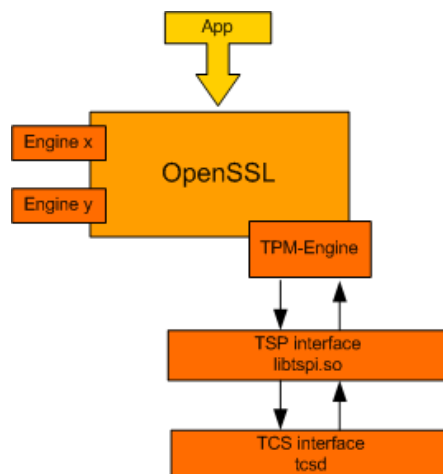 App
Engine x
OpenSSL
Engine y
TPM-Engine
TSP interface
libtspi.so
TCS interface
tcsd